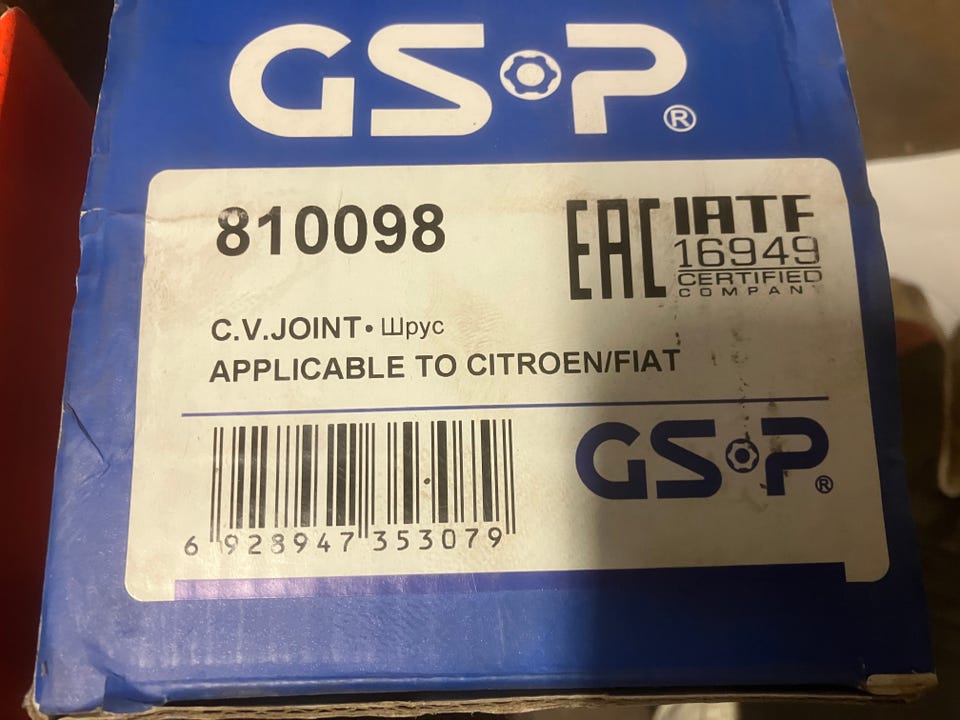 GSP®
810098
EAC
IATF
16949
CERTIFIED
COMPANY
C.V.JOINT• Шрус
APPLICABLE TO CITROEN/FIAT
GSP®
6 928947 353079